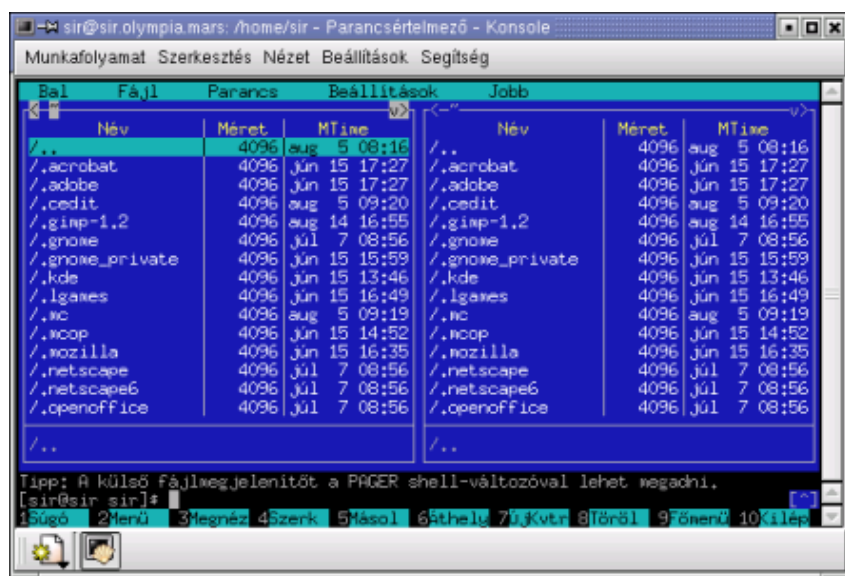 sir@sir.olympia.mars: /home/sir - Parancsértelmező - Konsole
Munkafolyamat Szerkesztés Nézet Beállítások Segítség
Bal Fájl Parancs Beállítások Jobb
<-~ v> <-~ v>
Név Méret MTime Név Méret MTime
/.. 4096 aug 5 08:16 /.. 4096 aug 5 08:16
/.acrobat 4096 jún 15 17:27 /.acrobat 4096 jún 15 17:27
/.adobe 4096 jún 15 17:27 /.adobe 4096 jún 15 17:27
/.cedit 4096 aug 5 09:20 /.cedit 4096 aug 5 09:20
/.gimp-1.2 4096 aug 14 16:55 /.gimp-1.2 4096 aug 14 16:55
/.gnome 4096 júl 7 08:56 /.gnome 4096 júl 7 08:56
/.gnome_private 4096 jún 15 15:59 /.gnome_private 4096 jún 15 15:59
/.kde 4096 jún 15 13:46 /.kde 4096 jún 15 13:46
/.lgames 4096 jún 15 16:49 /.lgames 4096 jún 15 16:49
/.mc 4096 aug 5 09:19 /.mc 4096 aug 5 09:19
/.mcop 4096 jún 15 14:52 /.mcop 4096 jún 15 14:52
/.mozilla 4096 jún 15 16:35 /.mozilla 4096 jún 15 16:35
/.netscape 4096 júl 7 08:56 /.netscape 4096 júl 7 08:56
/.netscape6 4096 júl 7 08:56 /.netscape6 4096 júl 7 08:56
/.openoffice 4096 júl 7 08:56 /.openoffice 4096 júl 7 08:56
/.. /..
Tipp: A külső fájlmegjelenítőt a PAGER shell-változóval lehet megadni.
[sir@sir sir]$ [^]
1Súgó 2Menü 3Megnéz 4Szerk 5Másol 6Áthely 7ÚjKvtr 8Töröl 9Főmenü 10Kilép